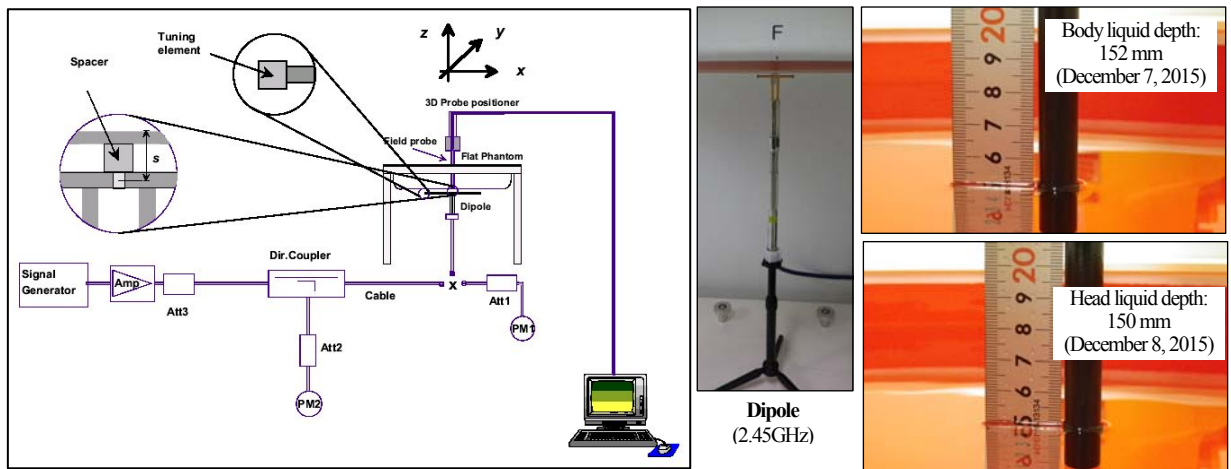 z
y
x
Tuning
element
Spacer
s
3D Probe positioner
Field probe
Flat Phantom
Dipole
Signal
Generator
Amp
Att3
Dir.Coupler
Cable
x
Att1
PM1
Att2
PM2
F
Dipole
(2.45GHz)
Body liquid depth:
152 mm
(December 7, 2015)
20
9
8
7
6
Head liquid depth:
150 mm
(December 8, 2015)
20
9
8
7
6